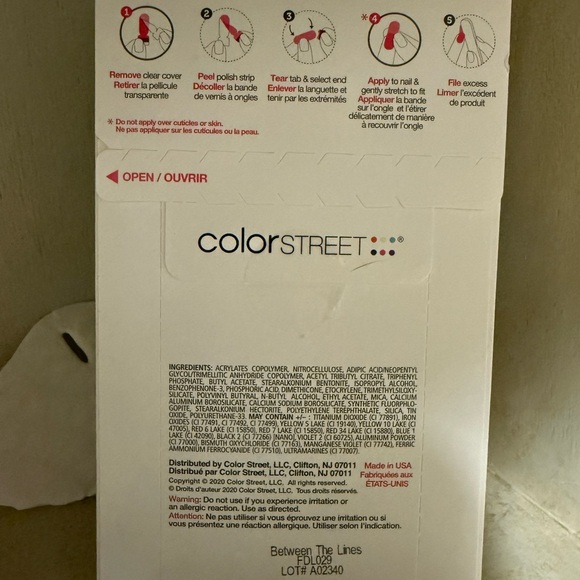 1
Remove clear cover
Retirer la pellicule
transparente
2
Peel polish strip
Décoller la bande
de vernis à ongles
3
Tear tab & select end
Enlever la languette et
tenir par les extrémités
*4
Apply to nail &
gently stretch to fit
Appliquer la bande
sur l'ongle et l'étirer
délicatement de manière
à recouvrir l'ongle
5
File excess
Limer l'excédent
de produit
* Do not apply over cuticles or skin.
Ne pas appliquer sur les cuticules ou la peau.
OPEN / OUVRIR
colorSTREET®
INGREDIENTS: ACRYLATES COPOLYMER, NITROCELLULOSE, ADIPIC ACID/NEOPENTYL
GLYCOL/TRIMELLITIC ANHYDRIDE COPOLYMER, ACETYL TRIBUTYL CITRATE, TRIPHENYL
PHOSPHATE, BUTYL ACETATE, STEARALKONIUM BENTONITE, ISOPROPYL ALCOHOL,
BENZOPHENONE-3, PHOSPHORIC ACID, DIMETHICONE, ETOCRYLENE, TRIMETHYLSILOXY-
SILICATE, POLYVINYL BUTYRAL, N-BUTYL ALCOHOL, ETHYL ACETATE, MICA, CALCIUM
ALUMINUM BOROSILICATE, CALCIUM SODIUM BOROSILICATE, SYNTHETIC FLUORPHLO-
GOPITE, STEARALKONIUM HECTORITE, POLYETHYLENE TEREPHTHALATE, SILICA, TIN
OXIDE, POLYURETHANE-33. MAY CONTAIN +/– : TITANIUM DIOXIDE (CI 77891), IRON
OXIDES (CI 77491, CI 77492, CI 77499), YELLOW 5 LAKE (CI 19140), YELLOW 10 LAKE (CI
47005), RED 6 LAKE (CI 15850), RED 7 LAKE (CI 15850), RED 34 LAKE (CI 15880), BLUE 1
LAKE (CI 42090), BLACK 2 (CI 77266) [NANO], VIOLET 2 (CI 60725), ALUMINUM POWDER
(CI 77000), BISMUTH OXYCHLORIDE (CI 77163), MANGANESE VIOLET (CI 77742), FERRIC
AMMONIUM FERROCYANIDE (CI 77510), ULTRAMARINES (CI 77007).
Distributed by Color Street, LLC, Clifton, NJ 07011
Distribué par Color Street, LLC, Clifton, NJ 07011
Made in USA
Fabriquées aux
ÉTATS-UNIS
Copyright © 2020 Color Street, LLC. All rights reserved.
© Droits d'auteur 2020 Color Street, LLC. Tous droits réservés.
Warning: Do not use if you experience irritation or
an allergic reaction. Use as directed.
Attention: Ne pas utiliser si vous éprouvez une irritation ou si
vous présentez une réaction allergique. Utiliser selon l'indication.
Between The Lines
FDL029
LOT# A02340